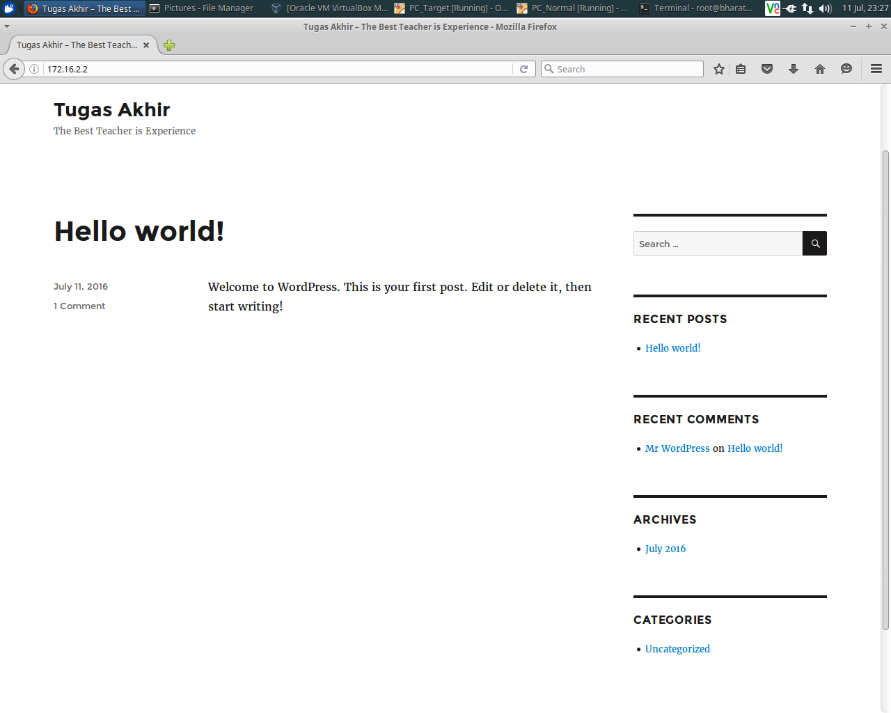 Tugas Akhir – The Best ...
Pictures - File Manager
[Oracle VM VirtualBox M...
PC_Target [Running] - O...
PC_Normal [Running] - ...
Terminal - root@bharat...
11 Jul, 23:27
Tugas Akhir – The Best Teacher is Experience - Mozilla Firefox
Tugas Akhir – The Best Teach...
172.16.2.2
Search
Tugas Akhir
The Best Teacher is Experience
Hello world!
July 11, 2016
1 Comment
Welcome to WordPress. This is your first post. Edit or delete it, then
start writing!
Search …
RECENT POSTS
Hello world!
RECENT COMMENTS
Mr WordPress on Hello world!
ARCHIVES
July 2016
CATEGORIES
Uncategorized